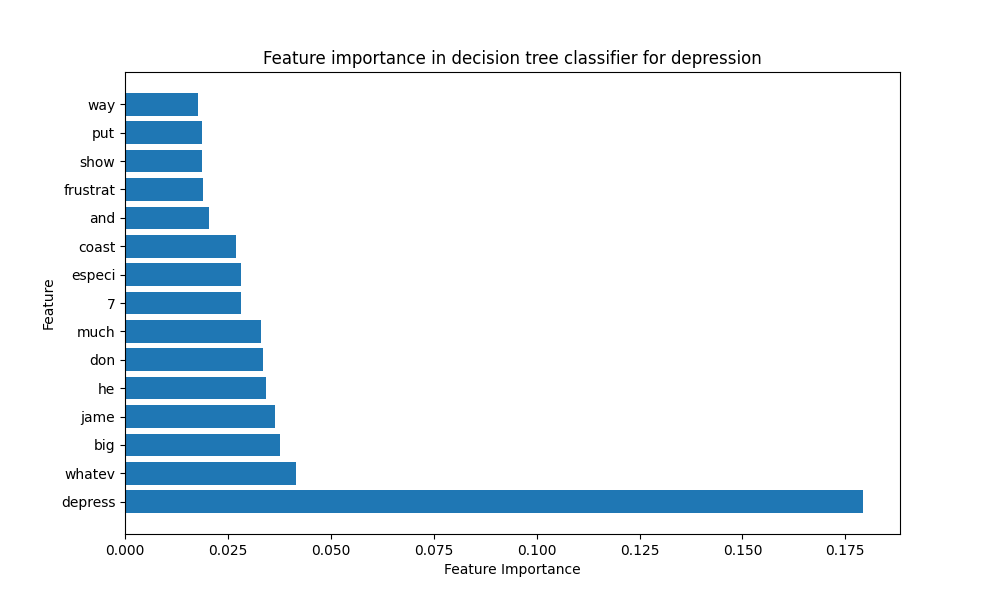 Feature importance in decision tree classifier for depression
way
put
show
frustrat
and
coast
especi
7
much
don
he
jame
big
whatev
depress
Feature
0.000 0.025 0.050 0.075 0.100 0.125 0.150 0.175
Feature Importance